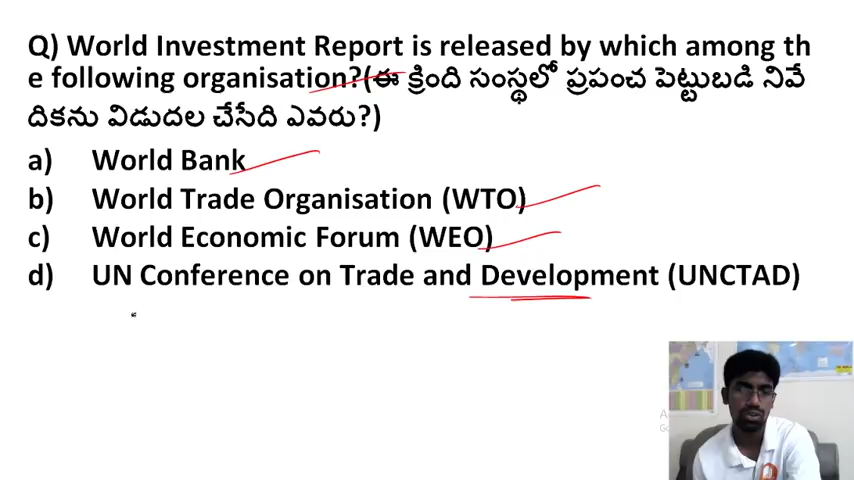 Q) World Investment Report is released by which among th
e following organisation?(ఈ క్రింది సంస్థలో ప్రపంచ పెట్టుబడి నివే
దికను విడుదల చేసేది ఎవరు?)
a) World Bank
b) World Trade Organisation (WTO)
c) World Economic Forum (WEO)
d) UN Conference on Trade and Development (UNCTAD)